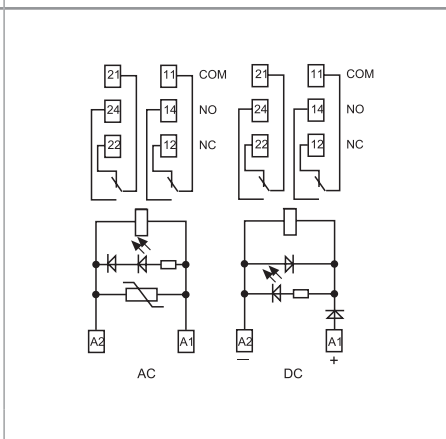 21 11 COM 21 11 COM
24 14 NO 24 14 NO
22 12 NC 22 12 NC
A2 A1 A2 A1
— +
AC DC